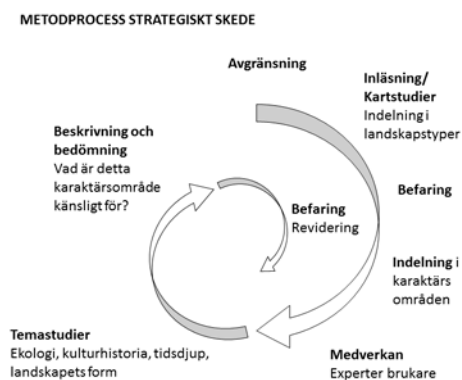 METODPROCESS STRATEGISKT SKEDE
Avgränsning
Inläsning/
Kartstudier
Indelning i
landskapstyper
Befaring
Indelning i
karaktärs
områden
Medverkan
Experter brukare
Temastudier
Ekologi, kulturhistoria, tidsdjup,
landskapets form
Beskrivning och
bedömning
Vad är detta
karaktärsområde
känsligt för?
Befaring
Revidering